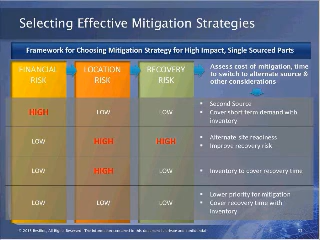 Selecting Effective Mitigation Strategies
Framework for Choosing Mitigation Strategy for High Impact, Single Sourced Parts
FINANCIAL RISK
LOCATION RISK
RECOVERY RISK
Assess cost of mitigation, time to switch to alternate source & other considerations
HIGH
LOW
LOW
• Second Source
• Cover short term demand with inventory
LOW
HIGH
HIGH
• Alternate site readiness
• Improve recovery risk
LOW
HIGH
LOW
• Inventory to cover recovery time
LOW
LOW
LOW
• Lower priority for mitigation
• Cover recovery time with inventory